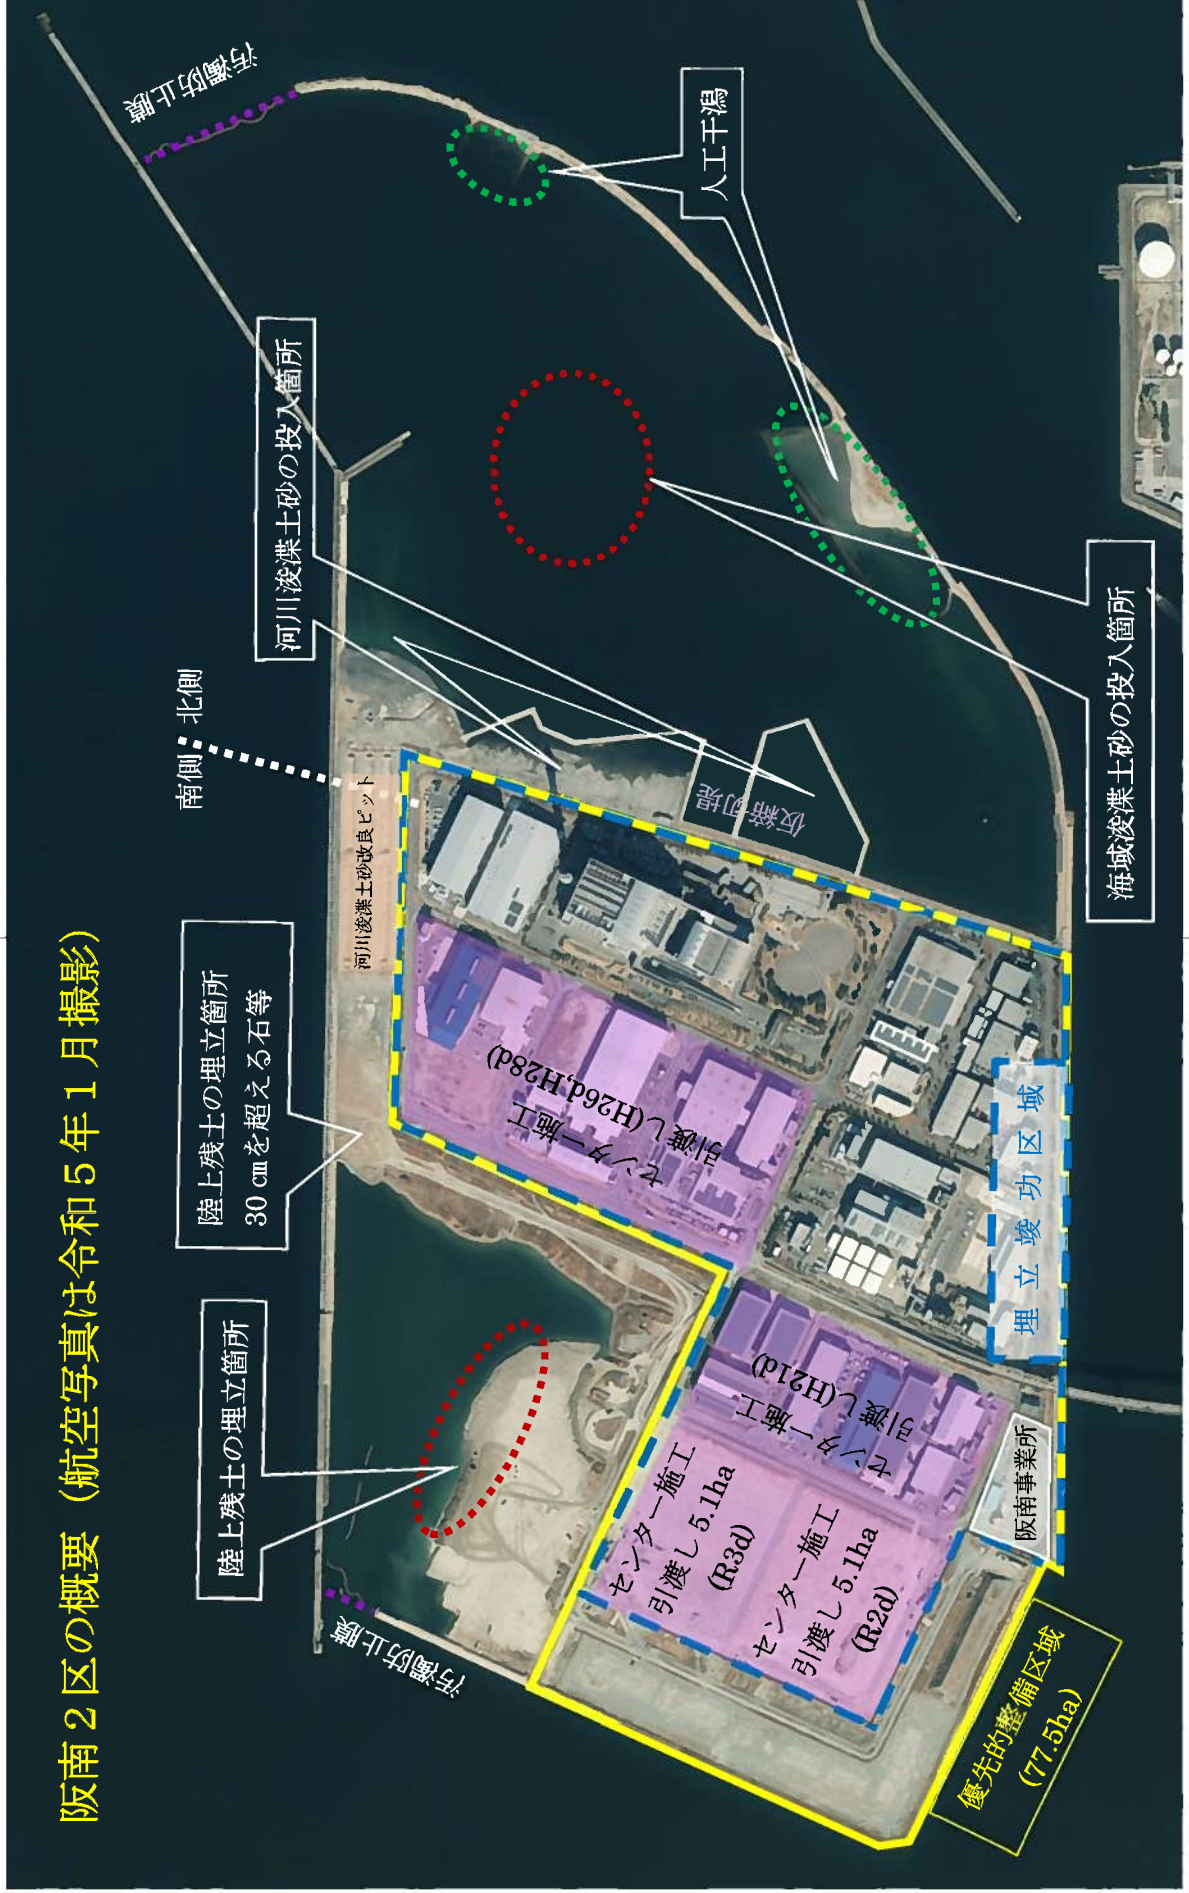 阪南２区の概要（航空写真は令和５年１月撮影）
陸上残土の埋立箇所
陸上残土の埋立箇所
30㎝を超える石等
南側 北側
河川浚渫土砂の投入箇所
汚濁防止膜
汚濁防止膜
河川浚渫土砂改良ピット
人工干潟
仮締切堤
センター施工
引渡し(H26d,H28d)
センター施工
引渡し(H21d)
センター施工
引渡し 5.1ha
(R3d)
センター施工
引渡し 5.1ha
(R2d)
阪南事業所
埋立竣功区域
海域浚渫土砂の投入箇所
優先的整備区域
(77.5ha)